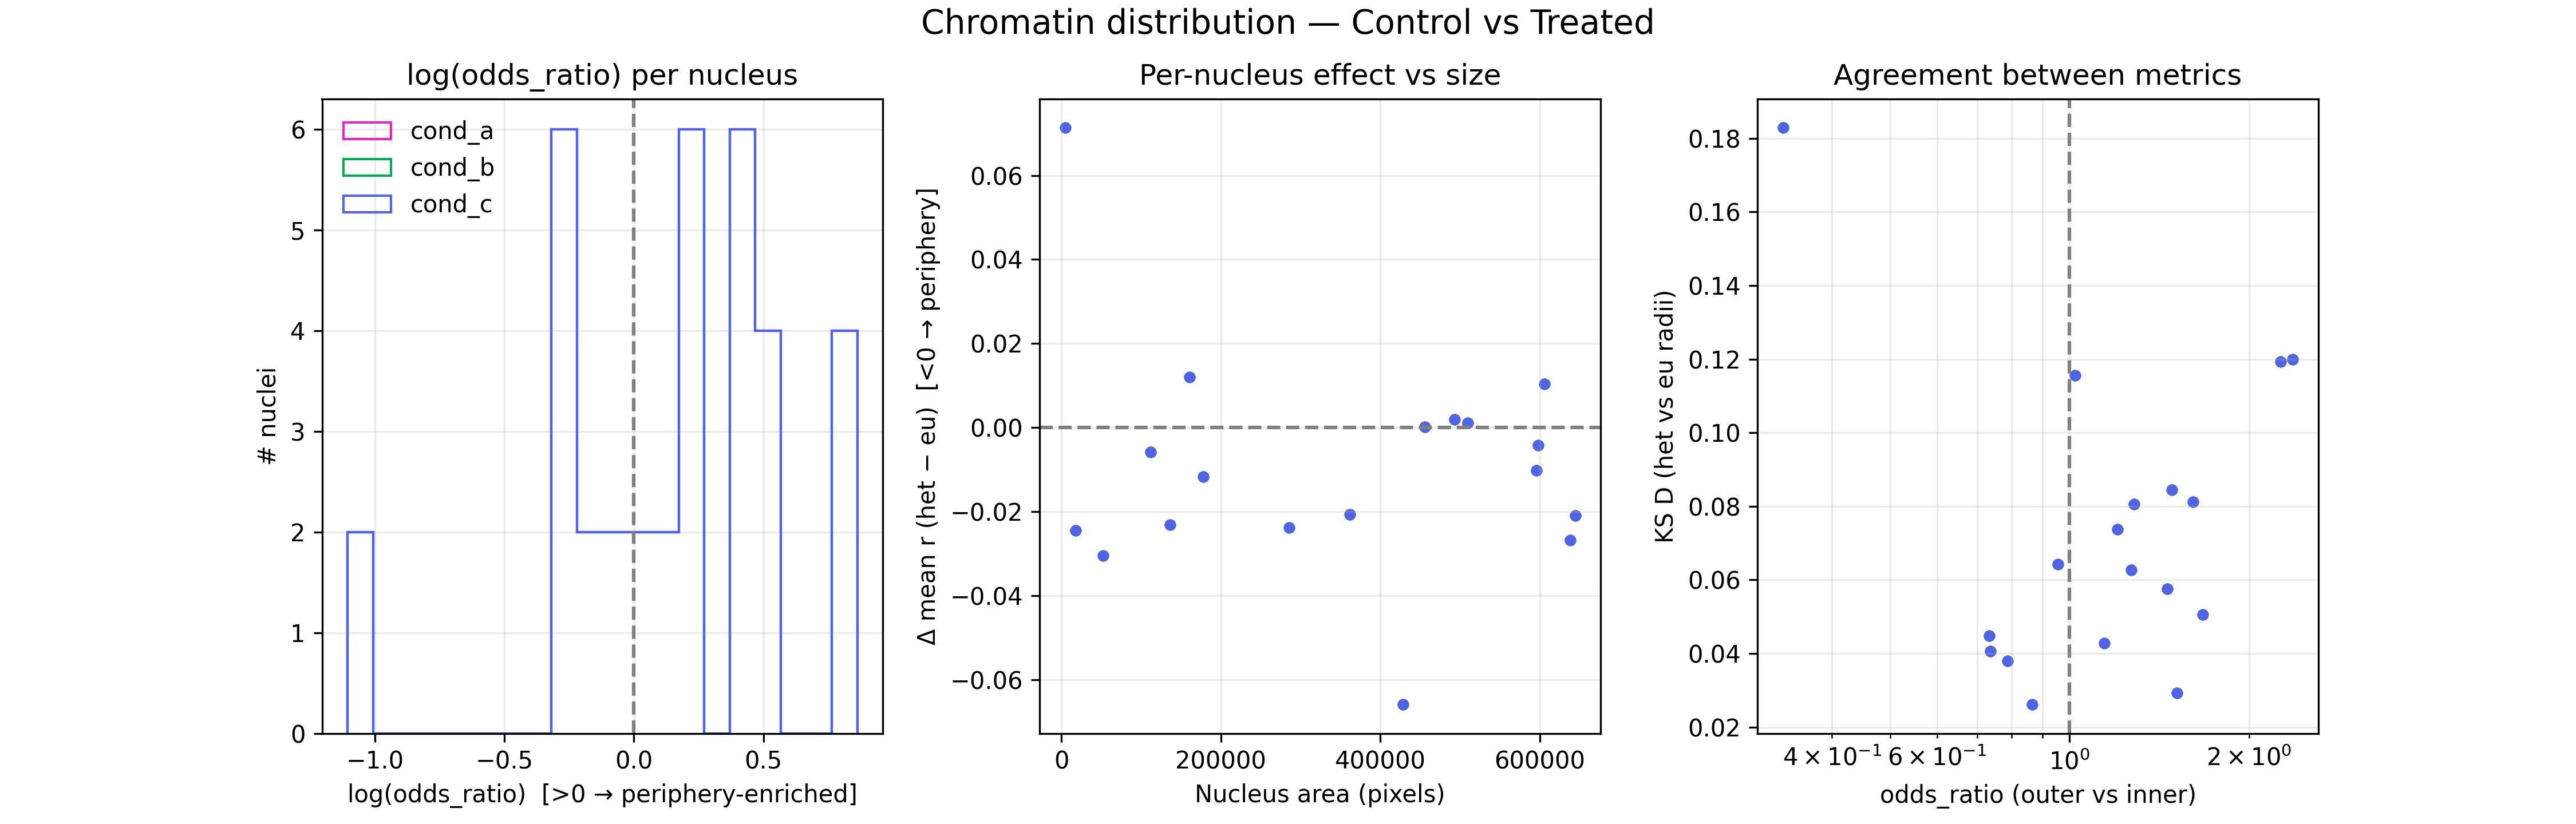 Chromatin distribution — Control vs Treated
log(odds_ratio) per nucleus
6
5
4
3
2
1
0
# nuclei
cond_a
cond_b
cond_c
−1.0 −0.5 0.0 0.5
log(odds_ratio) [>0 → periphery-enriched]
Per-nucleus effect vs size
0.06
0.04
0.02
0.00
−0.02
−0.04
−0.06
Δ mean r (het − eu) [<0 → periphery]
0 200000 400000 600000
Nucleus area (pixels)
Agreement between metrics
0.18
0.16
0.14
0.12
0.10
0.08
0.06
0.04
0.02
KS D (het vs eu radii)
4 × 10⁻¹ 6 × 10⁻¹ 10⁰ 2 × 10⁰
odds_ratio (outer vs inner)